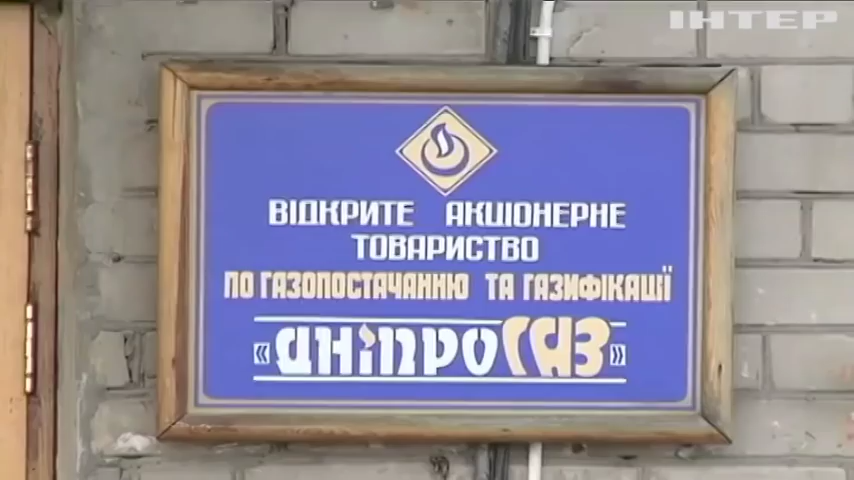 ІНТЕР
ВІДКРИТЕ АКЦІОНЕРНЕ
ТОВАРИСТВО
ПО ГАЗОПОСТАЧАННЮ ТА ГАЗИФІКАЦІЇ
«ДНІПРОГАЗ»